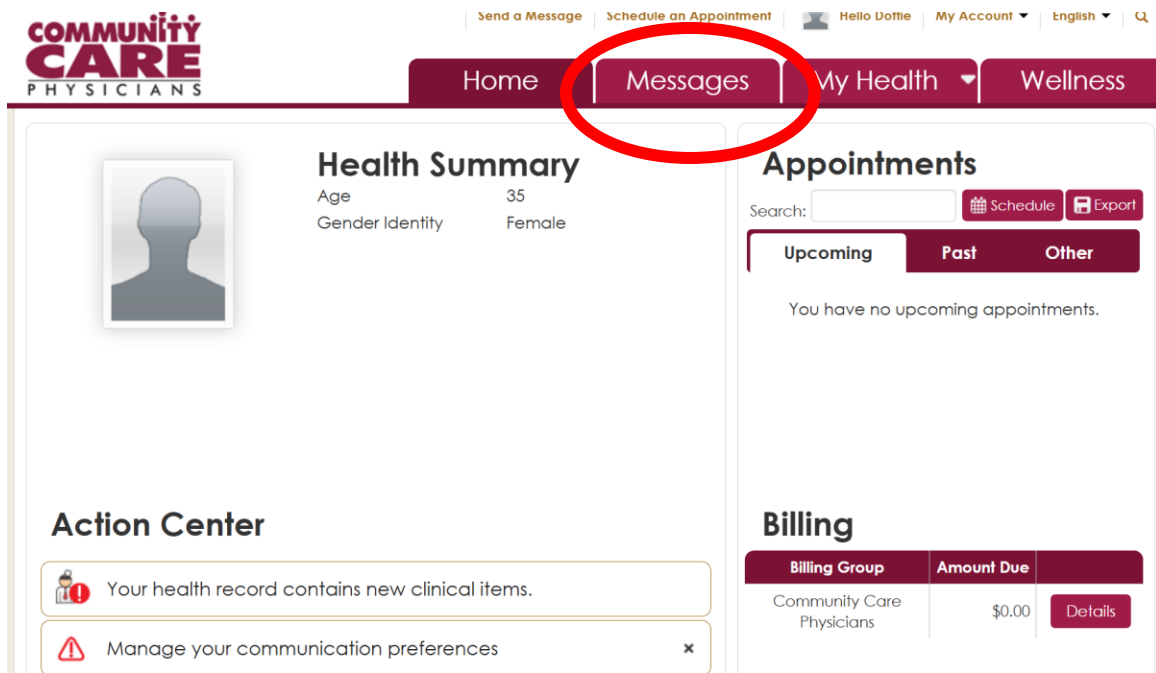 COMMUNITY
CARE
PHYSICIANS
Send a Message Schedule an Appointment Hello Dottie My Account English
Home Messages My Health Wellness
Health Summary
Age 35
Gender Identity Female
Appointments
Search: Schedule Export
Upcoming Past Other
You have no upcoming appointments.
Action Center
Your health record contains new clinical items.
Manage your communication preferences ×
Billing
Billing Group Amount Due
Community Care
Physicians
$0.00 Details